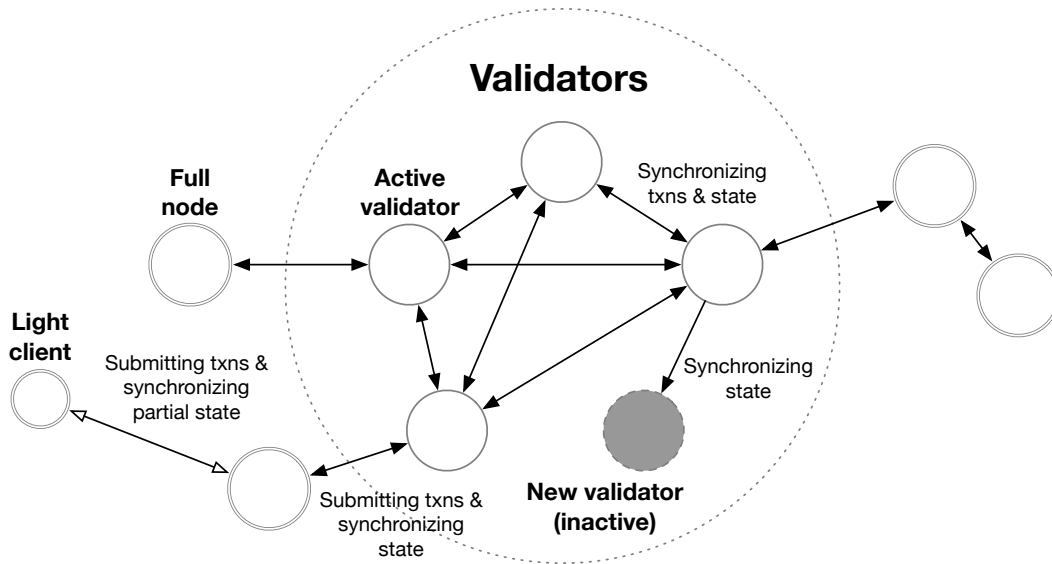 Validators
Full
node
Active
validator
Synchronizing
txns & state
Light
client
Submitting txns &
synchronizing
partial state
Synchronizing
state
New validator
(inactive)
Submitting txns &
synchronizing
state